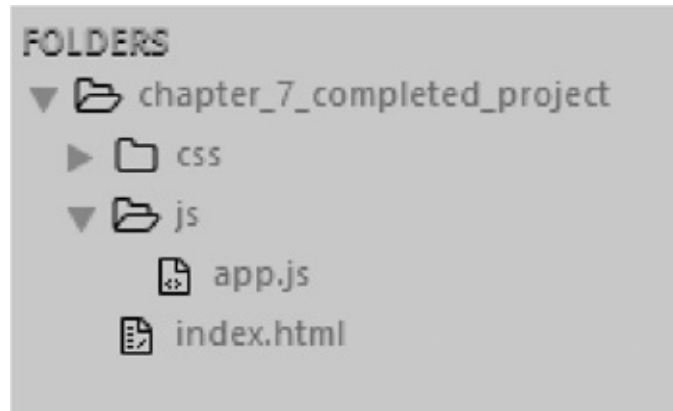 FOLDERS
chapter_7_completed_project
css
js
app.js
index.html